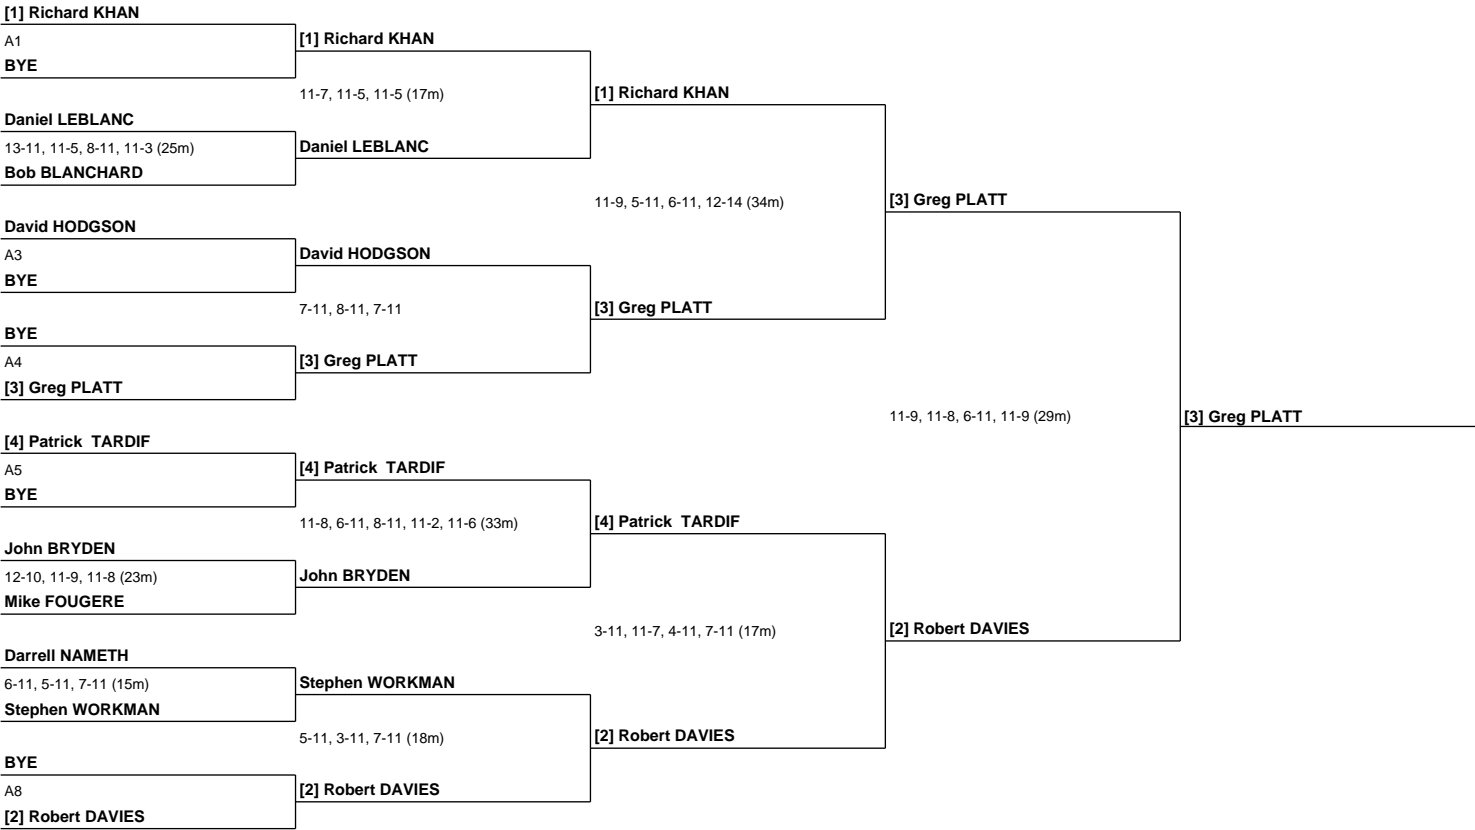 [1] Richard KHAN
A1
BYE
Daniel LEBLANC
13-11, 11-5, 8-11, 11-3 (25m)
Bob BLANCHARD
David HODGSON
A3
BYE
BYE
A4
[3] Greg PLATT
[4] Patrick  TARDIF
A5
BYE
John BRYDEN
12-10, 11-9, 11-8 (23m)
Mike FOUGERE
Darrell NAMETH
6-11, 5-11, 7-11 (15m)
Stephen WORKMAN
BYE
A8
[2] Robert DAVIES
[1] Richard KHAN
11-7, 11-5, 11-5 (17m)
Daniel LEBLANC
David HODGSON
7-11, 8-11, 7-11
[3] Greg PLATT
[4] Patrick  TARDIF
11-8, 6-11, 8-11, 11-2, 11-6 (33m)
John BRYDEN
Stephen WORKMAN
5-11, 3-11, 7-11 (18m)
[2] Robert DAVIES
[1] Richard KHAN
11-9, 5-11, 6-11, 12-14 (34m)
[3] Greg PLATT
[4] Patrick  TARDIF
3-11, 11-7, 4-11, 7-11 (17m)
[2] Robert DAVIES
[3] Greg PLATT
11-9, 11-8, 6-11, 11-9 (29m)
[2] Robert DAVIES
[3] Greg PLATT